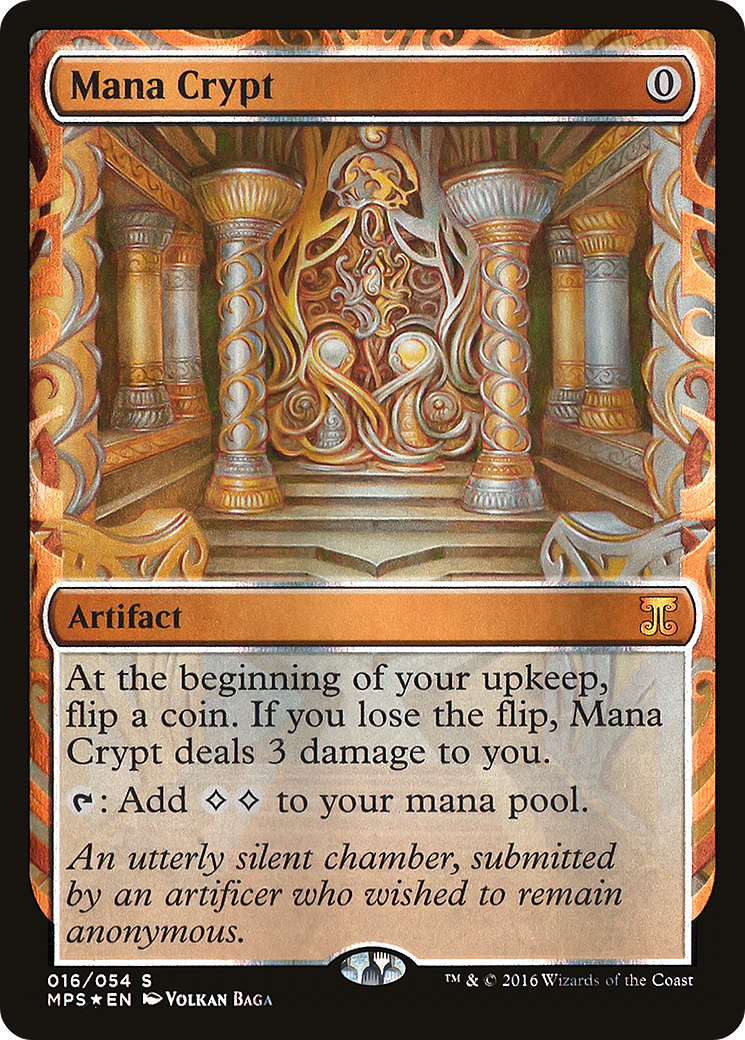 Mana Crypt 0
Artifact
At the beginning of your upkeep,
flip a coin. If you lose the flip, Mana
Crypt deals 3 damage to you.
: Add to your mana pool.
An utterly silent chamber, submitted
by an artificer who wished to remain
anonymous.
016/054 S
MPS★EN Volkan Baga
™ & © 2016 Wizards of the Coast